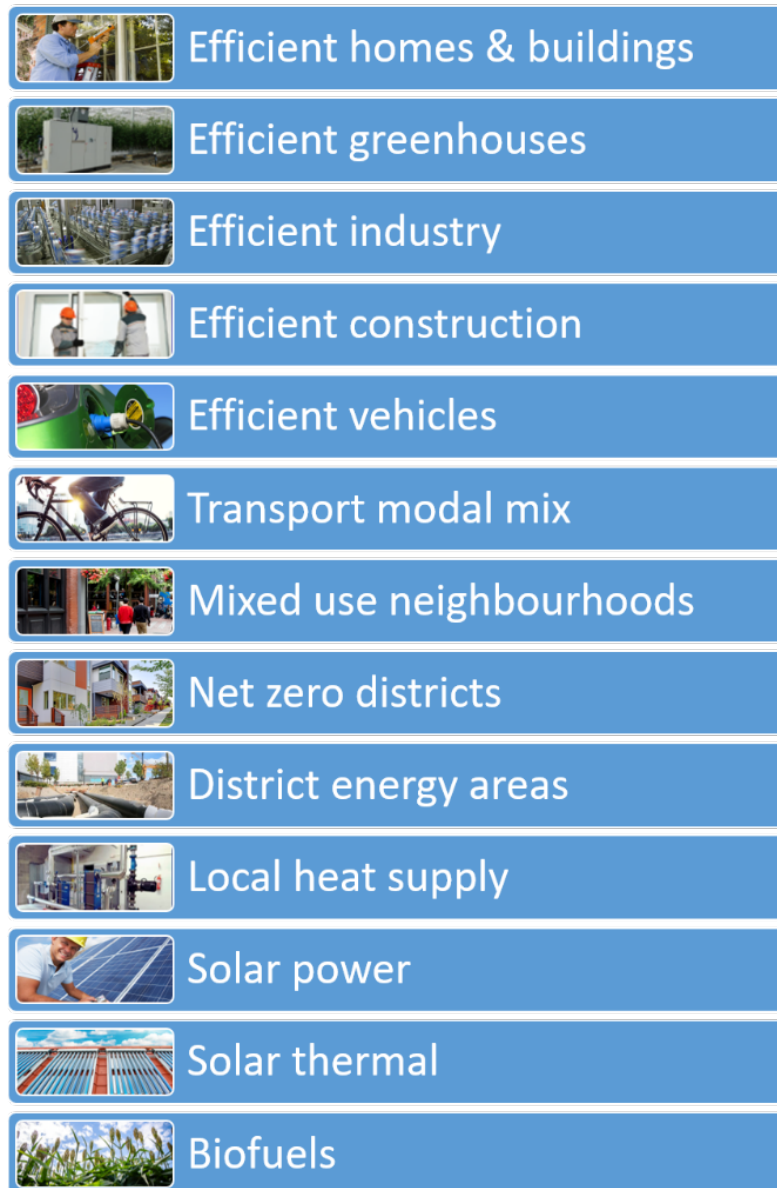 Efficient homes & buildings
Efficient greenhouses
Efficient industry
Efficient construction
Efficient vehicles
Transport modal mix
Mixed use neighbourhoods
Net zero districts
District energy areas
Local heat supply
Solar power
Solar thermal
Biofuels